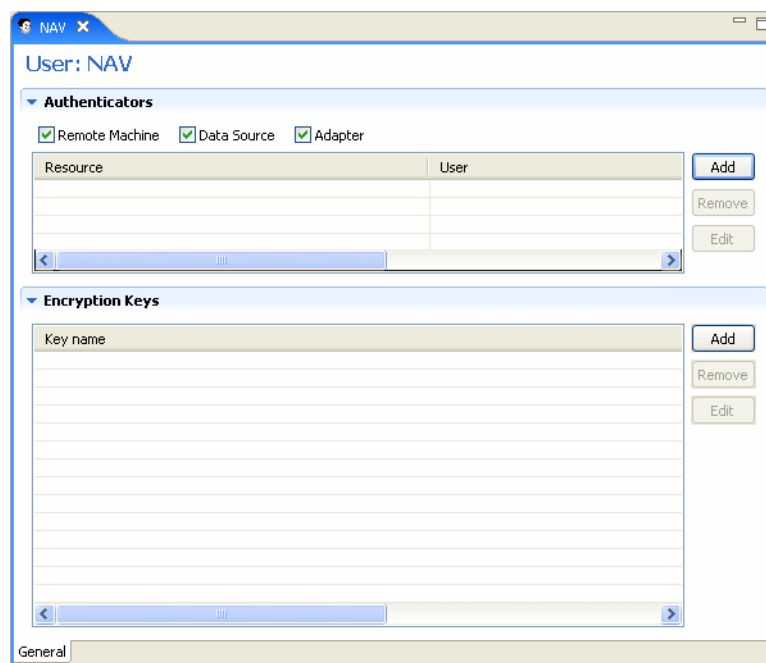 NAV
User: NAV
Authenticators
Remote Machine Data Source Adapter
Resource User Add
Remove
Edit
Encryption Keys
Key name Add
Remove
Edit
General